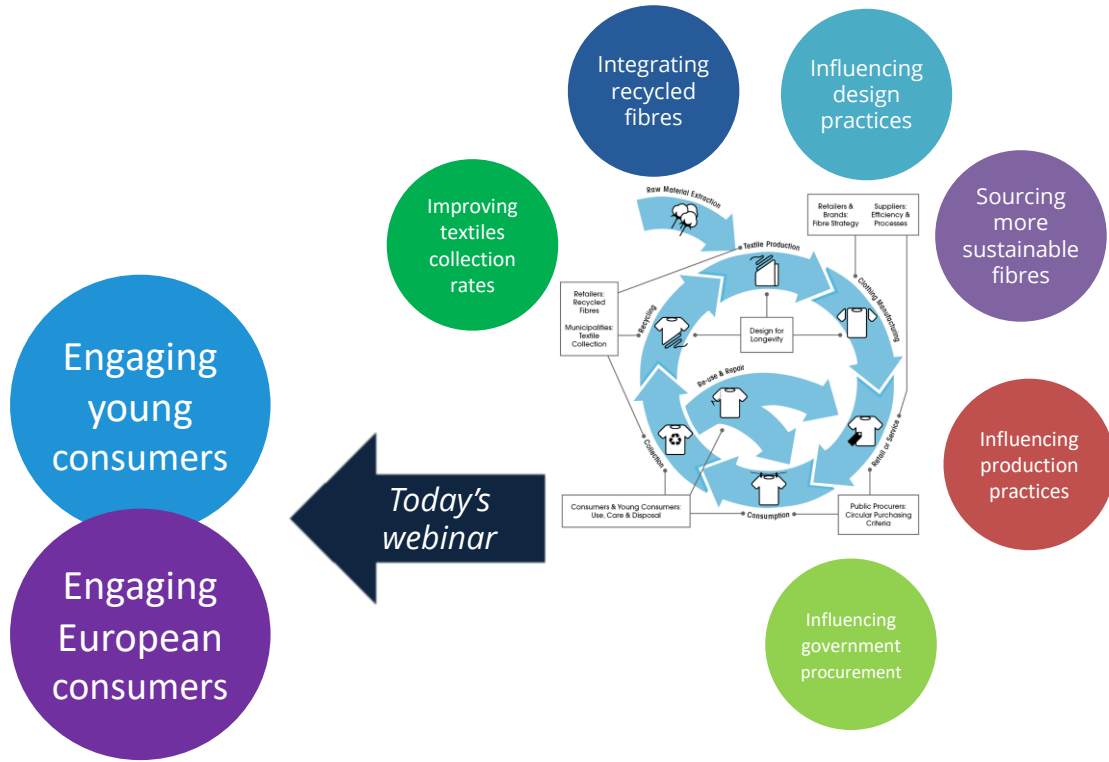 Integrating
recycled
fibres
Influencing
design
practices
Improving
textiles
collection
rates
Sourcing
more
sustainable
fibres
Raw Material Extraction
Retailers &
Brands:
Fibre Strategy
Suppliers:
Efficiency &
Processes
Textile Production
Clothing Manufacturing
Retailers:
Recycled
Fibres
Municipalities:
Textile
Collection
Recycling
Design for
Longevity
Engaging
young
consumers
Re-use & Repair
Influencing
production
practices
Collection
Retail or Service
Today's
webinar
Consumers & Young Consumers:
Use, Care & Disposal
Consumption
Public Procurers:
Circular Purchasing
Criteria
Engaging
European
consumers
Influencing
government
procurement